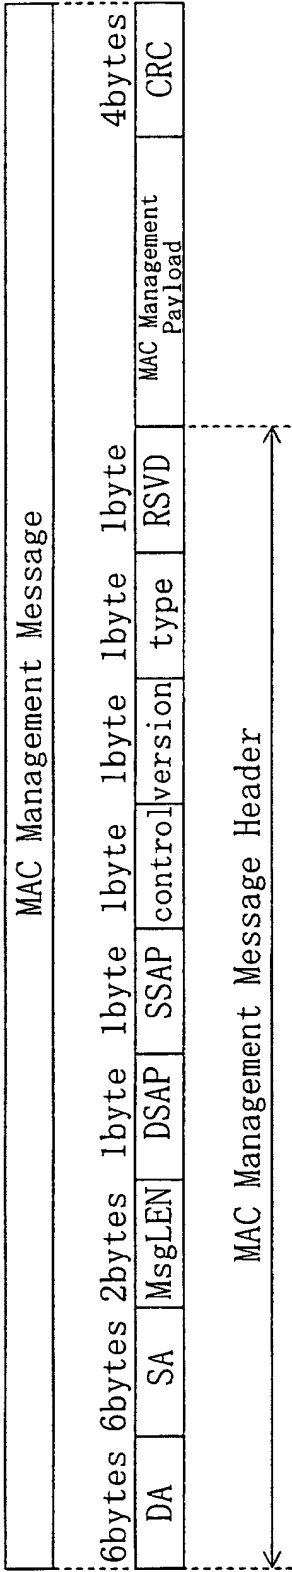 MAC Management Message
6bytes 6bytes 2bytes 1byte 1byte 1byte 1byte 1byte 1byte 4bytes
DA SA MsgLEN DSAP SSAP control version type RSVD MAC Management Payload CRC
MAC Management Message Header